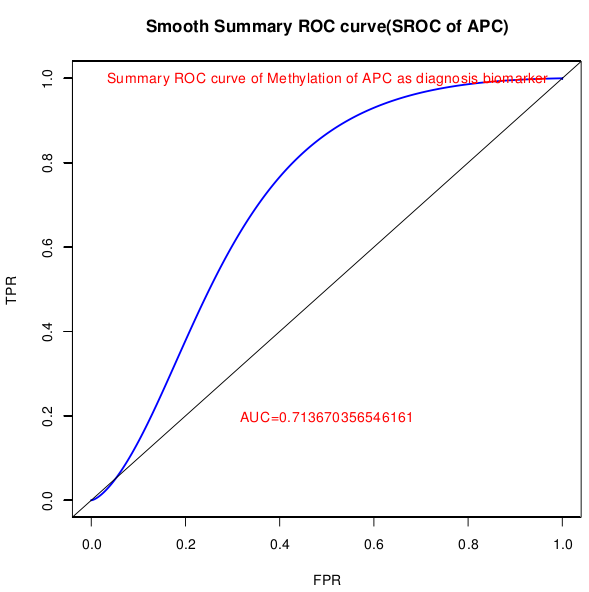 Smooth Summary ROC curve(SROC of APC)
Summary ROC curve of Methylation of APC as diagnosis biomarker
1.0
0.8
0.6
0.4
0.2
0.0
TPR
AUC=0.713670356546161
0.0 0.2 0.4 0.6 0.8 1.0
FPR